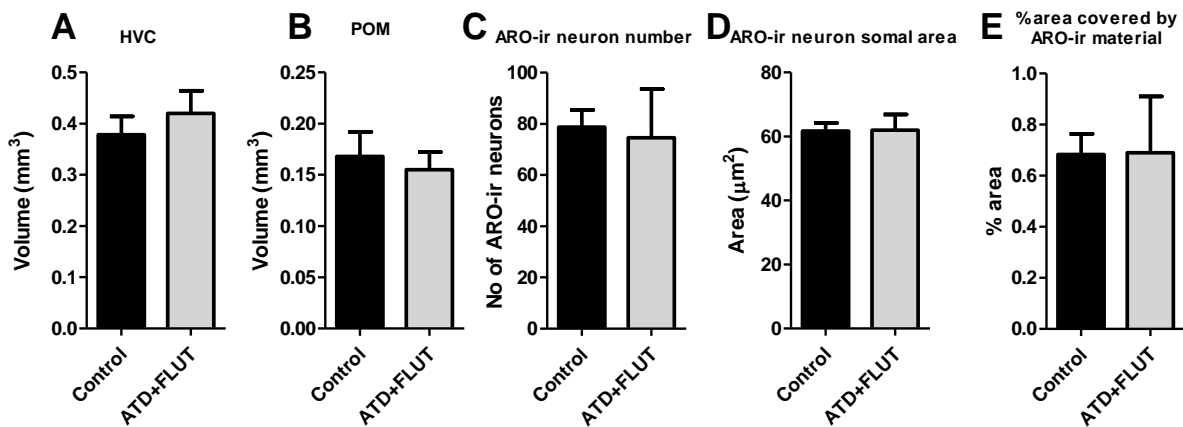 A
HVC
Volume (mm³)
0.5
0.4
0.3
0.2
0.1
0.0
Control
ATD+FLUT
B
POM
Volume (mm³)
0.25
0.20
0.15
0.10
0.05
0.00
Control
ATD+FLUT
C
ARO-ir neuron number
No of ARO-ir neurons
100
80
60
40
20
0
Control
ATD+FLUT
D
ARO-ir neuron somal area
Area (μm²)
80
60
40
20
0
Control
ATD+FLUT
E
%area covered by
ARO-ir material
% area
1.0
0.8
0.6
0.4
0.2
0.0
Control
ATD+FLUT